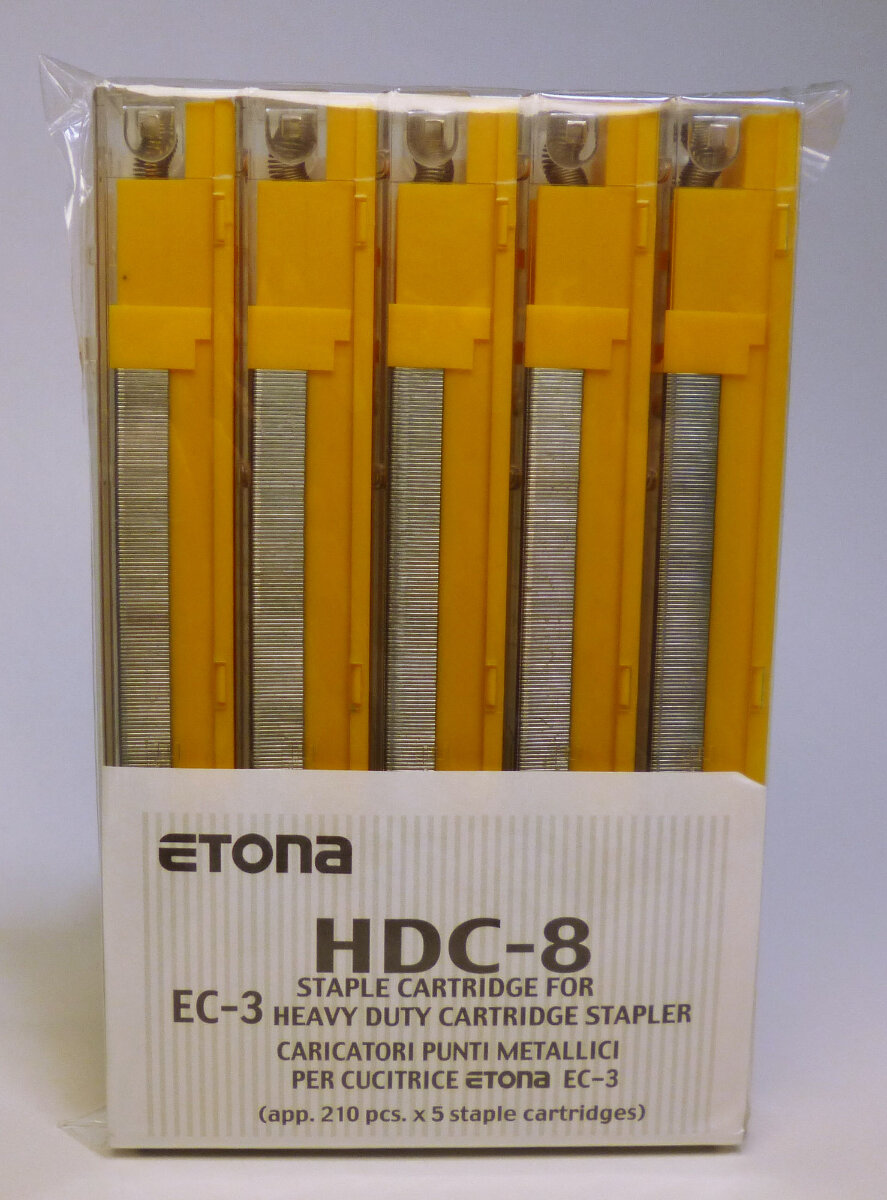 ETONA
HDC-8
STAPLE CARTRIDGE FOR
EC-3 HEAVY DUTY CARTRIDGE STAPLER
CARICATORI PUNTI METALLICI
PER CUCITRICE ETONA EC-3
(app. 210 pcs. x 5 staple cartridges)